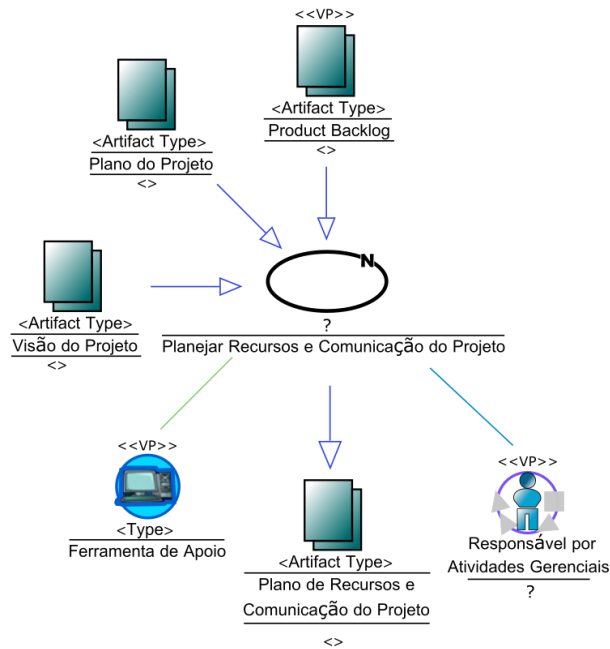 <<VP>>
<Artifact Type>
Product Backlog
<>
<Artifact Type>
Plano do Projeto
<>
<Artifact Type>
Visão do Projeto
<>
N
?
Planejar Recursos e Comunicação do Projeto
<<VP>>
<Type>
Ferramenta de Apoio
<Artifact Type>
Plano de Recursos e
Comunicação do Projeto
<>
<<VP>>
Responsável por
Atividades Gerenciais
?